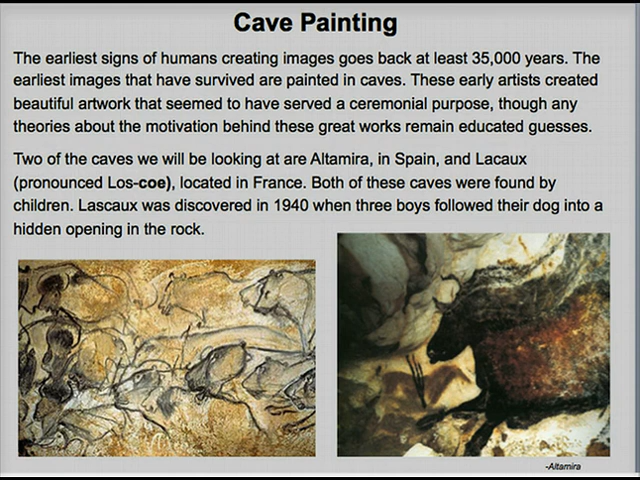 Cave Painting
The earliest signs of humans creating images goes back at least 35,000 years. The
earliest images that have survived are painted in caves. These early artists created
beautiful artwork that seemed to have served a ceremonial purpose, though any
theories about the motivation behind these great works remain educated guesses.
Two of the caves we will be looking at are Altamira, in Spain, and Lacaux
(pronounced Los-coe), located in France. Both of these caves were found by
children. Lascaux was discovered in 1940 when three boys followed their dog into a
hidden opening in the rock.
-Altamira